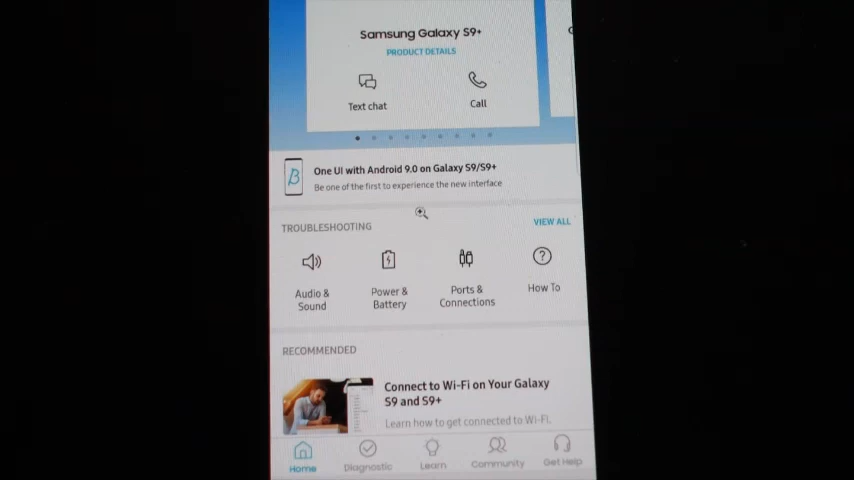 Samsung Galaxy S9+
PRODUCT DETAILS
Text chat
Call
One UI with Android 9.0 on Galaxy S9/S9+
Be one of the first to experience the new interface
TROUBLESHOOTING
VIEW ALL
Audio &
Sound
Power &
Battery
Ports &
Connections
How To
RECOMMENDED
Connect to Wi-Fi on Your Galaxy
S9 and S9+
Learn how to get connected to Wi-Fi.
Home
Diagnostic
Learn
Community
Get Help